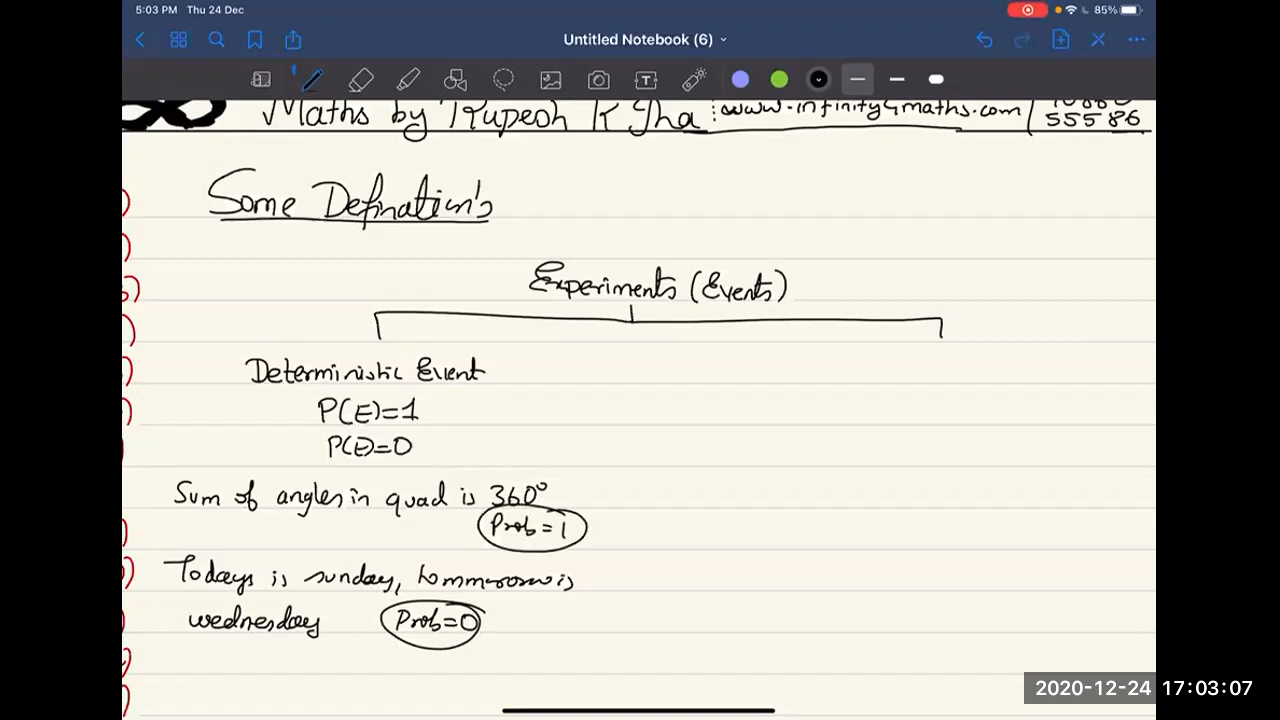 5:03 PM Thu 24 Dec
85%
Untitled Notebook (6)
Maths by Rupesh K Jha www.infinity4maths.com
55586
Some Defination's
Experiments (Events)
Deterministic Event
P(E)=1
P(E)=0
Sum of angles in quad is 360°
Prob = 1
Todays is sunday, tommorow is
wednesday Prob=0
2020-12-24 17:03:07